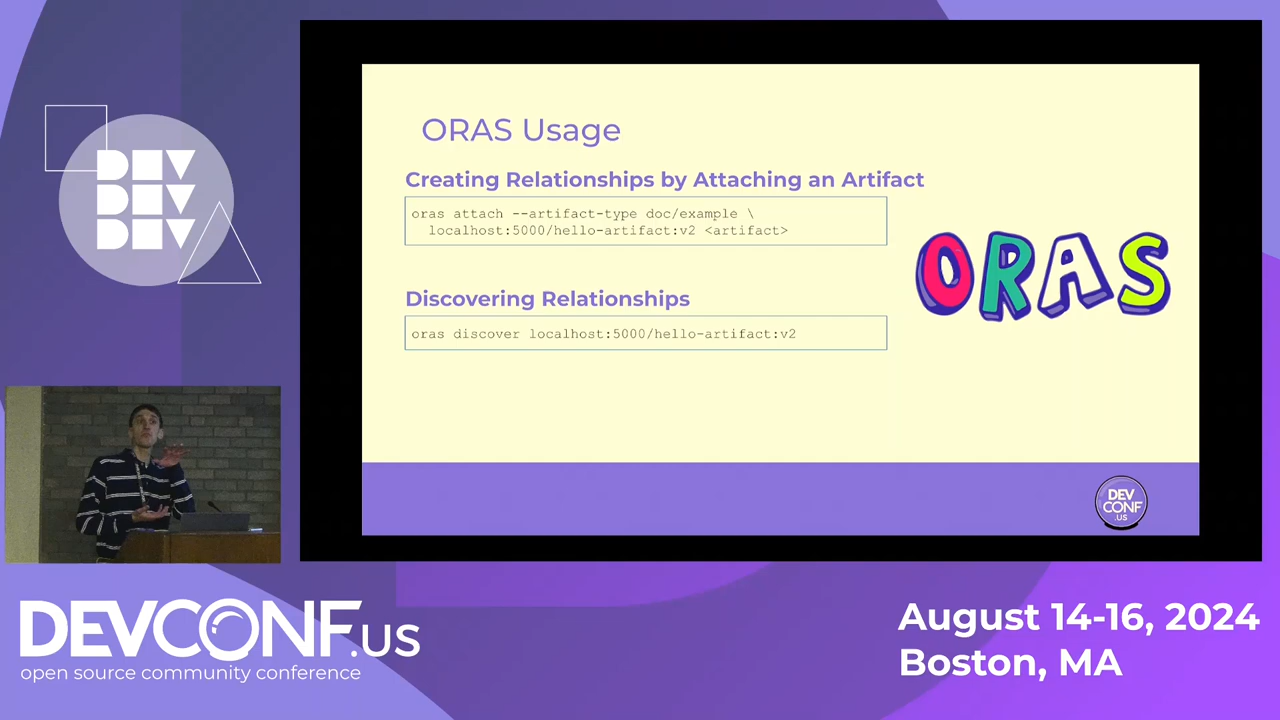 DEV
DEV
DEV
ORAS Usage
Creating Relationships by Attaching an Artifact
oras attach --artifact-type doc/example \
localhost:5000/hello-artifact:v2 <artifact>
ORAS
Discovering Relationships
oras discover localhost:5000/hello-artifact:v2
DEV
CONF
.US
DEVCONF.US
open source community conference
August 14-16, 2024
Boston, MA